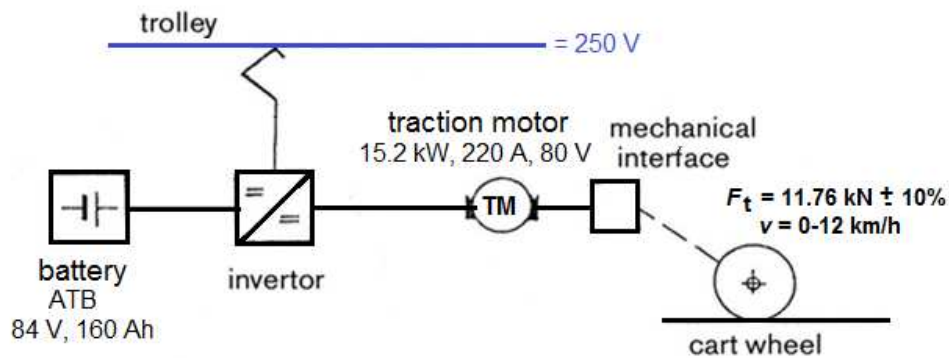 trolley
= 250 V
traction motor
15.2 kW, 220 A, 80 V
mechanical
interface
TM
Ft = 11.76 kN ± 10%
v = 0-12 km/h
=
=
battery
ATB
84 V, 160 Ah
invertor
cart wheel